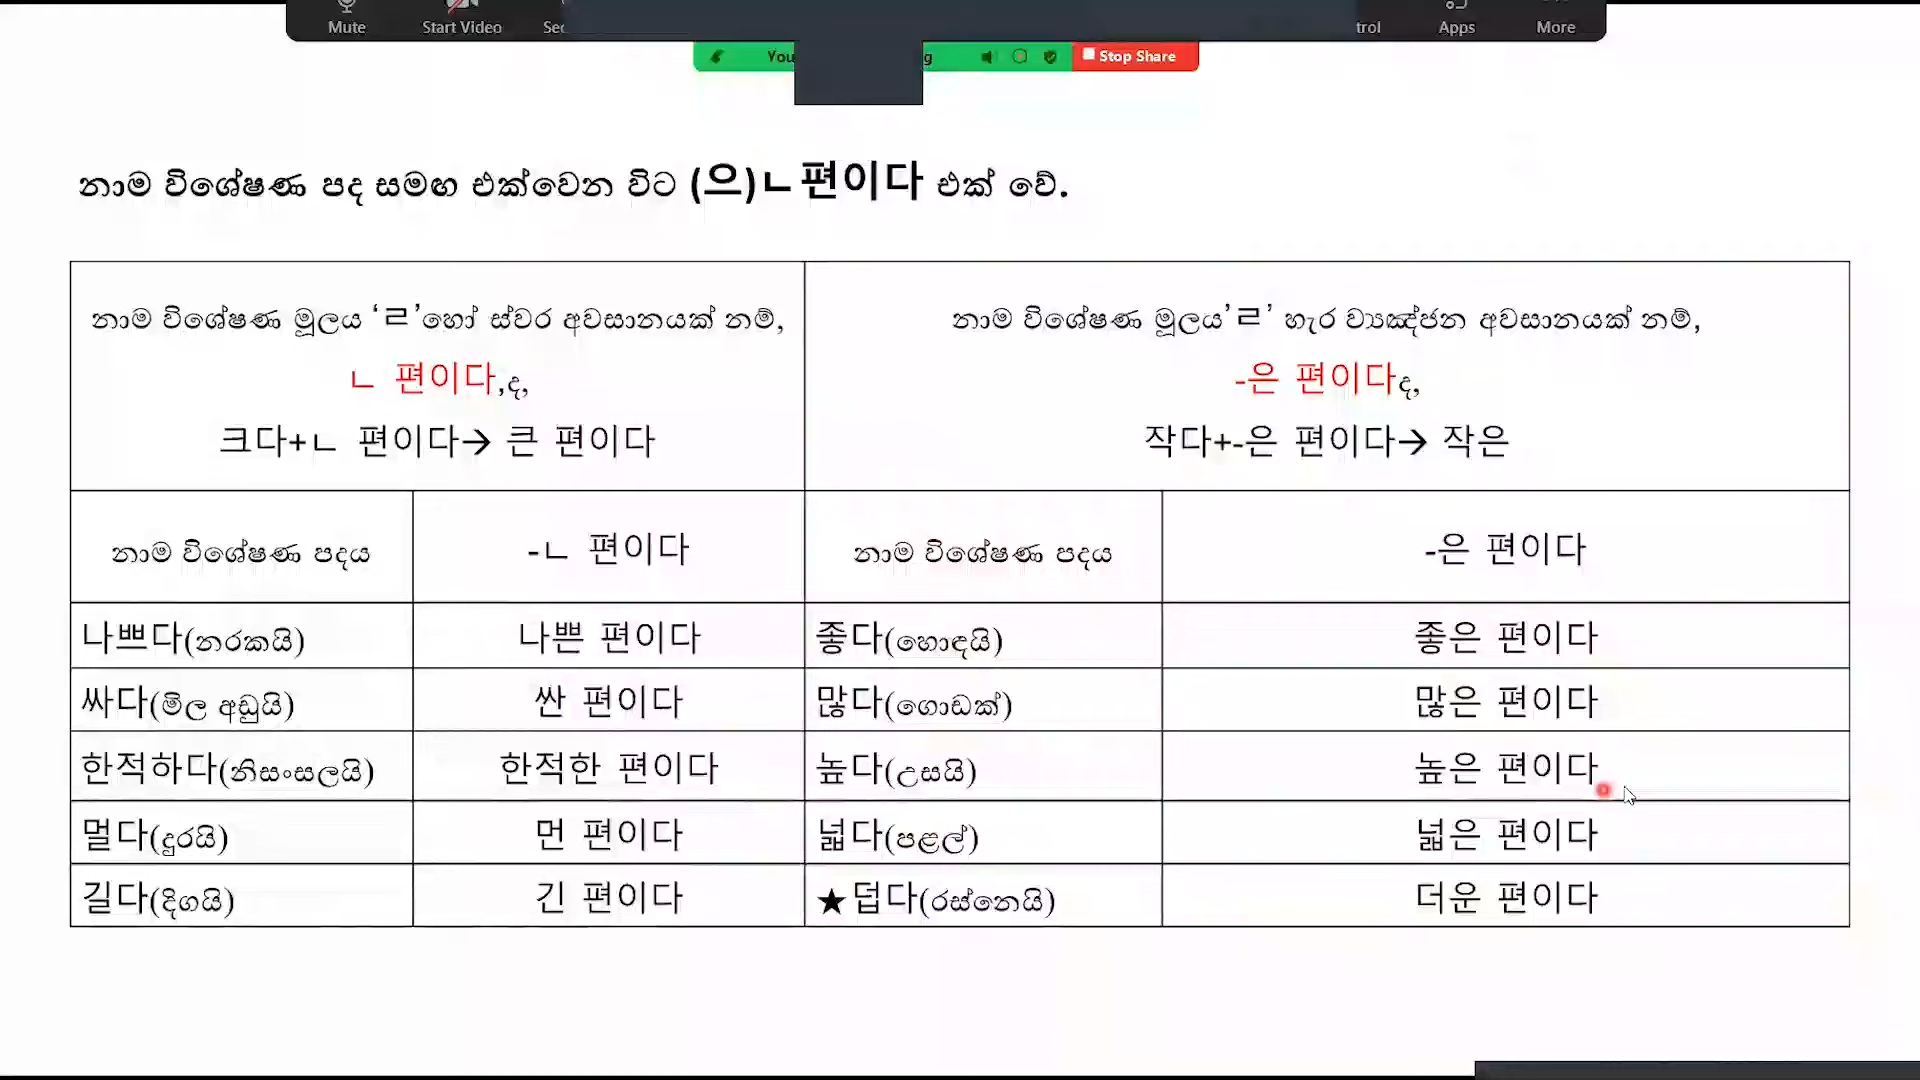 Mute Start Video Sec trol Apps More
You g Stop Share
නාම විශේෂණ පද සමඟ එක්වෙන විට (으)ㄴ편이다 එක් වේ.
නාම විශේෂණ මූලය ‘ㄹ’හෝ ස්වර අවසානයක් නම්,
ㄴ 편이다,ද,
크다+ㄴ 편이다→ 큰 편이다
නාම විශේෂණ මූලය’ㄹ’ හැර ව්‍යඤ්ජන අවසානයක් නම්,
-은 편이다ද,
작다+-은 편이다→ 작은
නාම විශේෂණ පදය -ㄴ 편이다 නාම විශේෂණ පදය -은 편이다
나쁘다(නරකයි) 나쁜 편이다 좋다(හොඳයි) 좋은 편이다
싸다(මිල අඩුයි) 싼 편이다 많다(ගොඩක්) 많은 편이다
한적하다(නිසංසලයි) 한적한 편이다 높다(උසයි) 높은 편이다
멀다(දුරයි) 먼 편이다 넓다(පළල්) 넓은 편이다
길다(දිගයි) 긴 편이다 ★덥다(රස්නෙයි) 더운 편이다